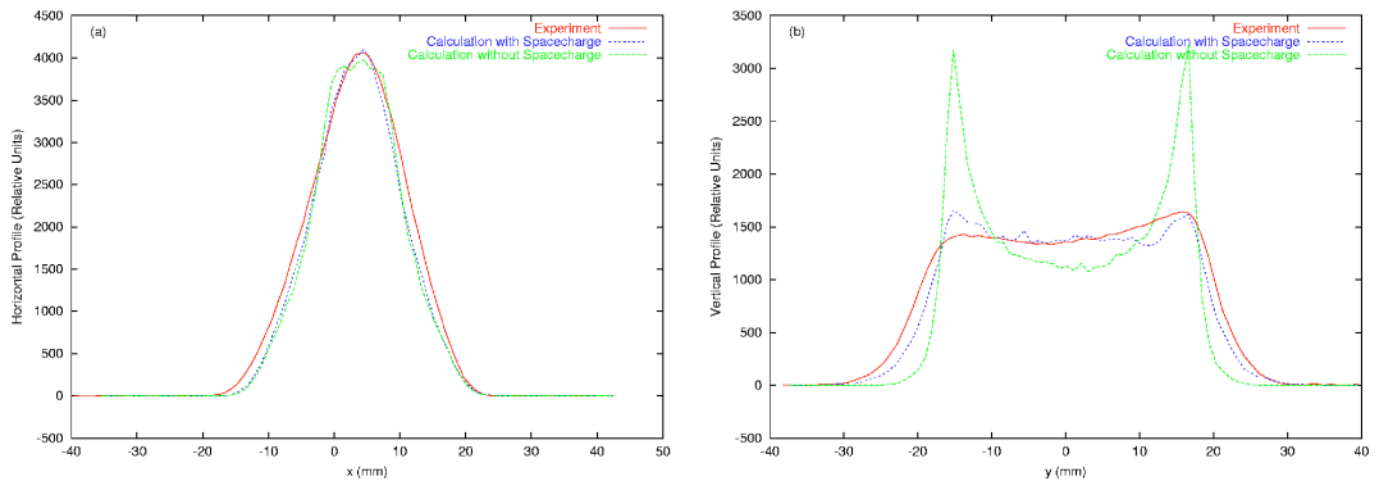 4500
4000
3500
3000
2500
2000
1500
1000
500
0
-500
Horizontal Profile (Relative Units)
(a)
Experiment
Calculation with Spacecharge
Calculation without Spacecharge
-40 -30 -20 -10 0 10 20 30 40 50
x (mm)
3500
3000
2500
2000
1500
1000
500
0
-500
Vertical Profile (Relative Units)
(b)
Experiment
Calculation with Spacecharge
Calculation without Spacecharge
-40 -30 -20 -10 0 10 20 30 40
y (mm)